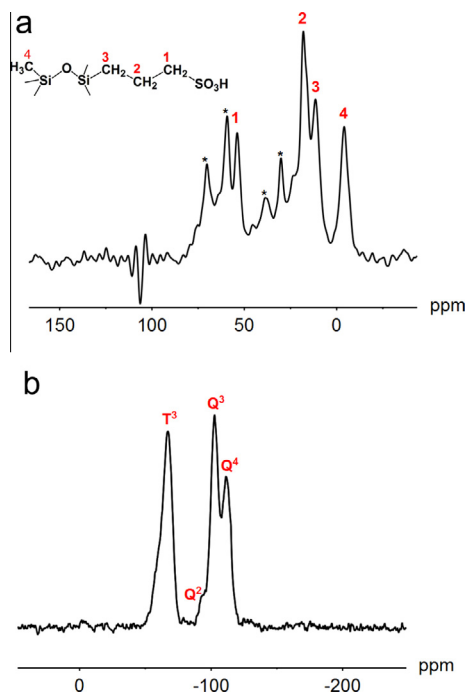 a
4 3 1
H₃C O CH₂ CH₂
Si Si CH₂ SO₃H
2
* * 1 * * 2 3 4
150 100 50 0 ppm
b
T³ Q³
Q⁴
Q²
0 -100 -200 ppm